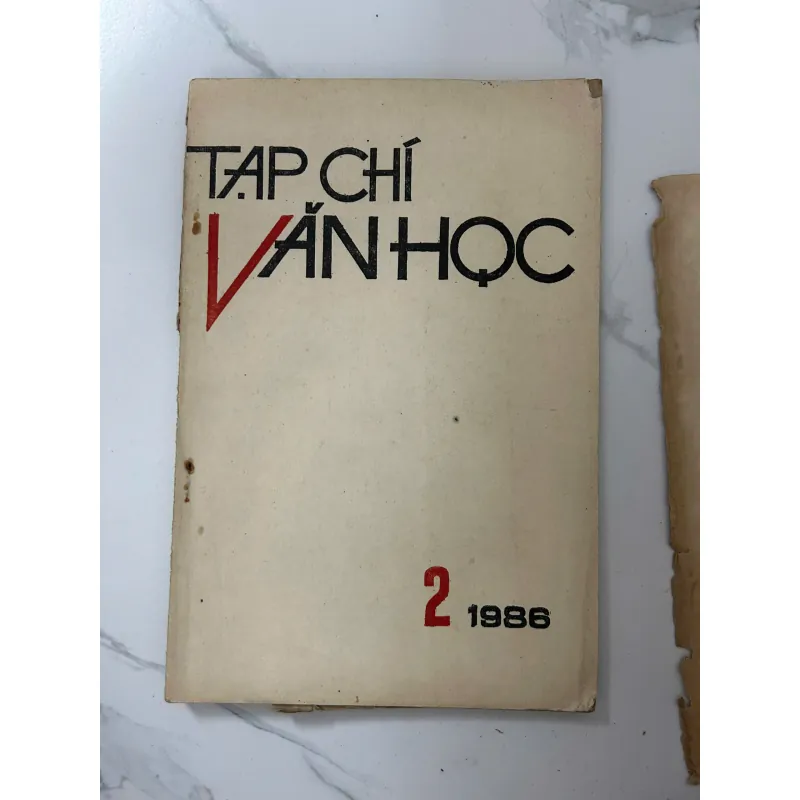 TẠP CHÍ
VĂN HỌC
2 1986